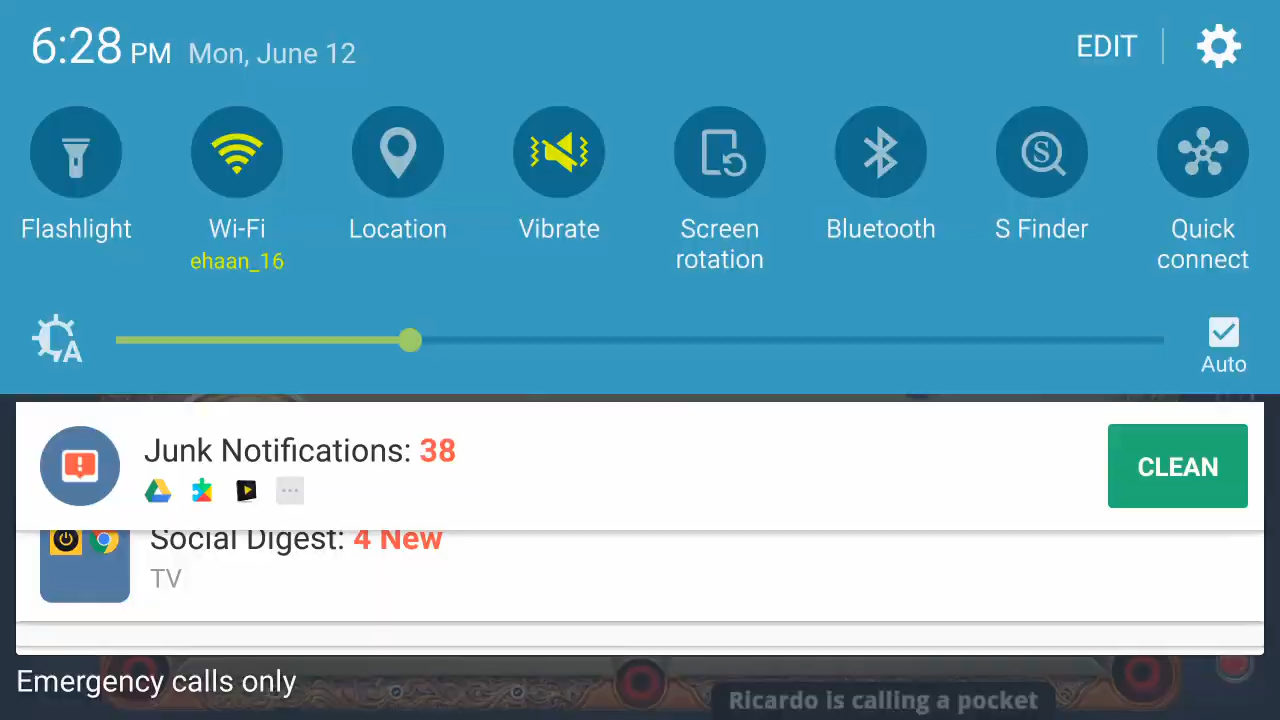 6:28 PM Mon, June 12 EDIT
Flashlight Wi-Fi Location Vibrate Screen rotation Bluetooth S Finder Quick connect
ehaan_16
A
Auto
Junk Notifications: 38
CLEAN
Social Digest: 4 New
TV
Emergency calls only
Ricardo is calling a pocket